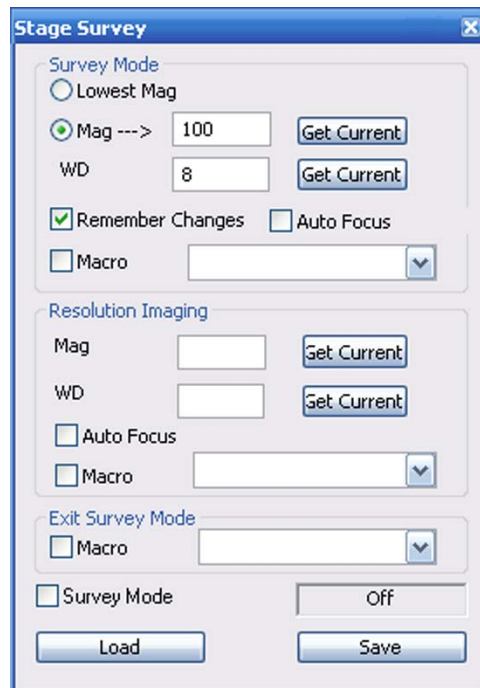 Stage Survey
Survey Mode
Lowest Mag
Mag ---> 100 Get Current
WD 8 Get Current
Remember Changes Auto Focus
Macro
Resolution Imaging
Mag Get Current
WD Get Current
Auto Focus
Macro
Exit Survey Mode
Macro
Survey Mode Off
Load Save